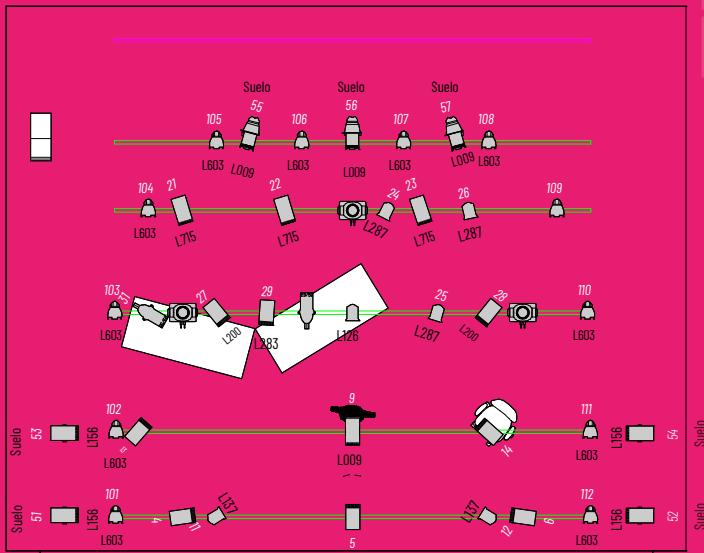 Suelo Suelo Suelo
105 55 106 56 107 57 108
L603 L009 L603 L009 L603 L009 L603
104 21 22 24 23 26 109
L603 L715 L715 L287 L715 L287
103 31 27 29 25 28 110
L603 L200 L283 L126 L287 L200 L603
102 9 111
Suelo 53 L156 L603 L009 14 L603 L156 54 Suelo
101 L137 L137 112
Suelo 51 L156 L603 11 5 12 L603 L156 52 Suelo